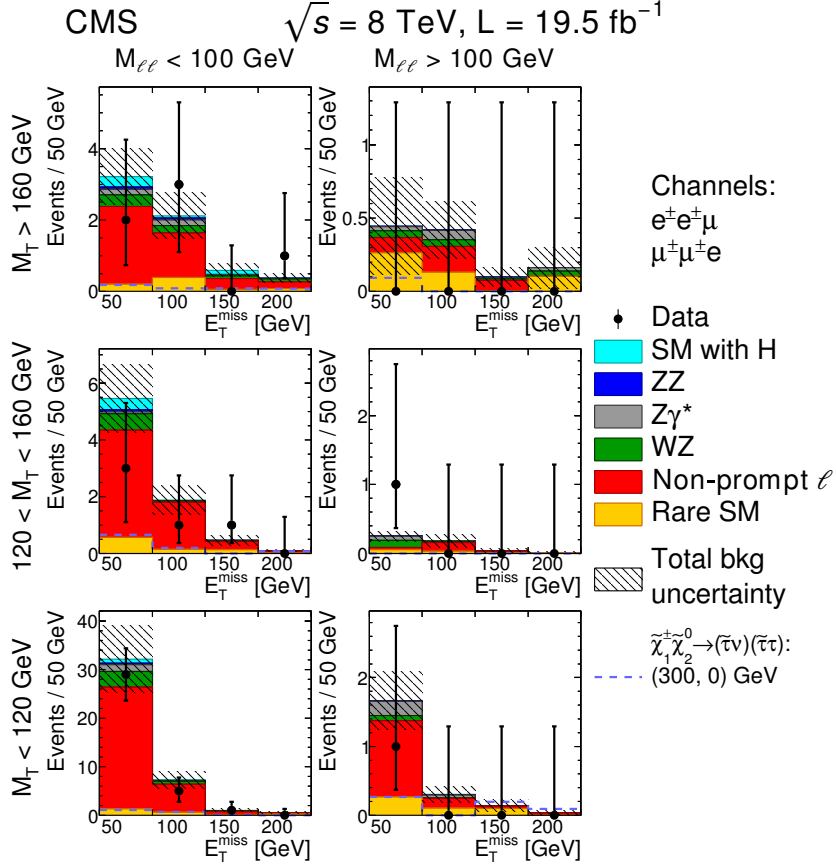 CMS
√s = 8 TeV, L = 19.5 fb⁻¹
M_ℓℓ < 100 GeV
M_ℓℓ > 100 GeV
M_T > 160 GeV
Events / 50 GeV
4
2
0
50 100 150 200
E_T^miss [GeV]
Events / 50 GeV
1
0.5
0
50 100 150 200
E_T^miss [GeV]
120 < M_T < 160 GeV
Events / 50 GeV
6
4
2
0
50 100 150 200
E_T^miss [GeV]
Events / 50 GeV
2
1
0
50 100 150 200
E_T^miss [GeV]
M_T < 120 GeV
Events / 50 GeV
40
30
20
10
0
50 100 150 200
E_T^miss [GeV]
Events / 50 GeV
2
1
0
50 100 150 200
E_T^miss [GeV]
Channels:
e±e±μ
μ±μ±e
Data
SM with H
ZZ
Zγ*
WZ
Non-prompt ℓ
Rare SM
Total bkg
uncertainty
χ̃₁±χ̃₂⁰→(τ̃ν)(τ̃τ):
(300, 0) GeV